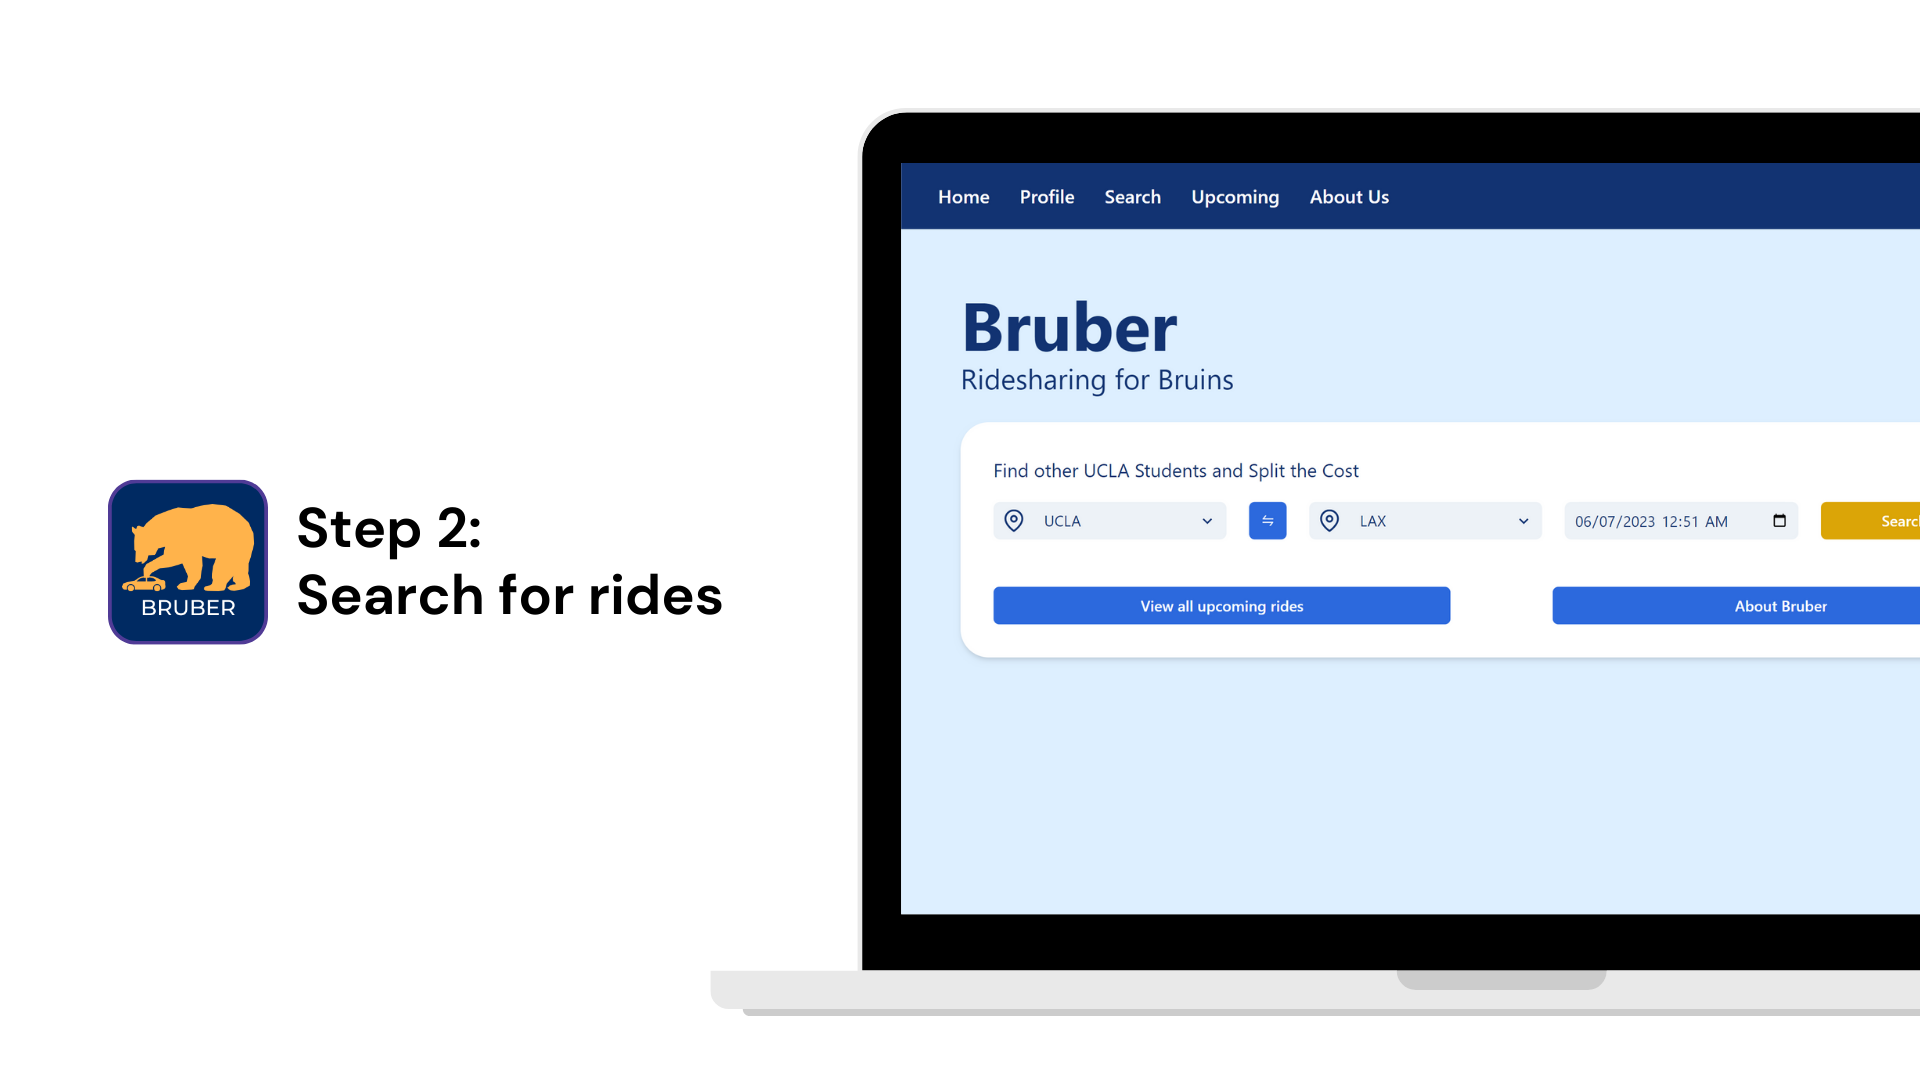 BRUBER
Step 2:
Search for rides
Home Profile Search Upcoming About Us
Bruber
Ridesharing for Bruins
Find other UCLA Students and Split the Cost
UCLA LAX 06/07/2023 12:51 AM
View all upcoming rides About Bruber